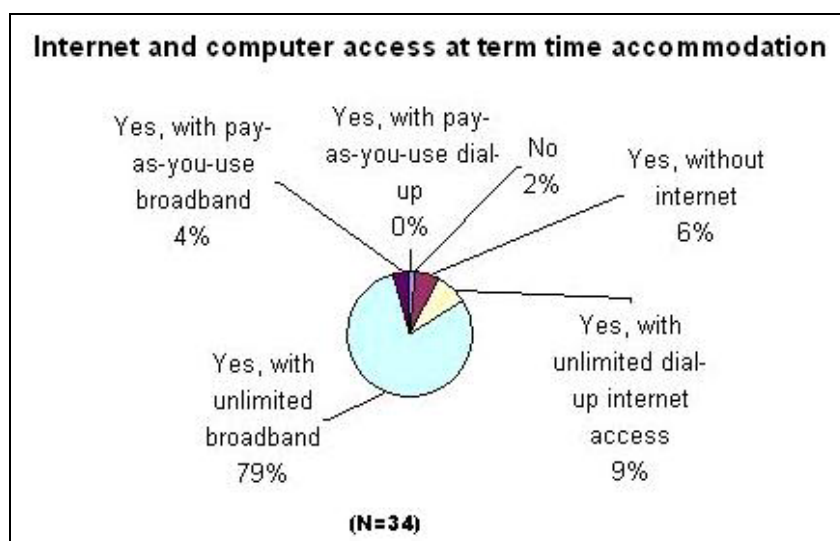 Internet and computer access at term time accommodation
Yes, with pay-
as-you-use
broadband
4%
Yes, with pay-
as-you-use dial-
up
0%
No
2%
Yes, without
internet
6%
Yes, with
unlimited dial-
up internet
access
9%
Yes, with
unlimited
broadband
79%
(N=34)